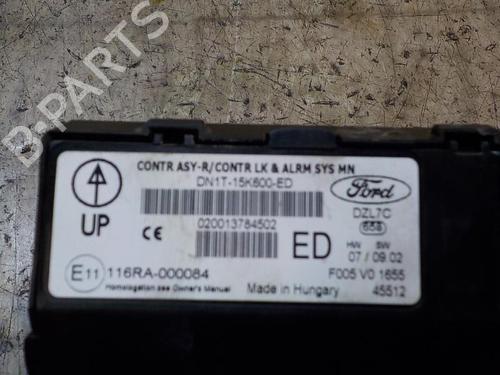 B-PARTS
CONTR ASY-R/CONTR LK & ALRM SYS MN
DN1T-15K600-ED
Ford
UP
DZL7C
658
020013784502
CE
ED
HW SW
07 / 09.02
E11 116RA-000084
F005 V0 1655
Homologation see Owner's Manual
Made in Hungary
45512